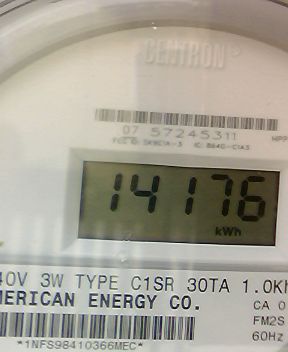 CENTRON
07 57245311
14176
kWh
40V 3W TYPE C1SR 30TA 1.0Kh
MERICAN ENERGY CO.
CA 0
FM2S
60Hz
*1NFS98410366MEC*